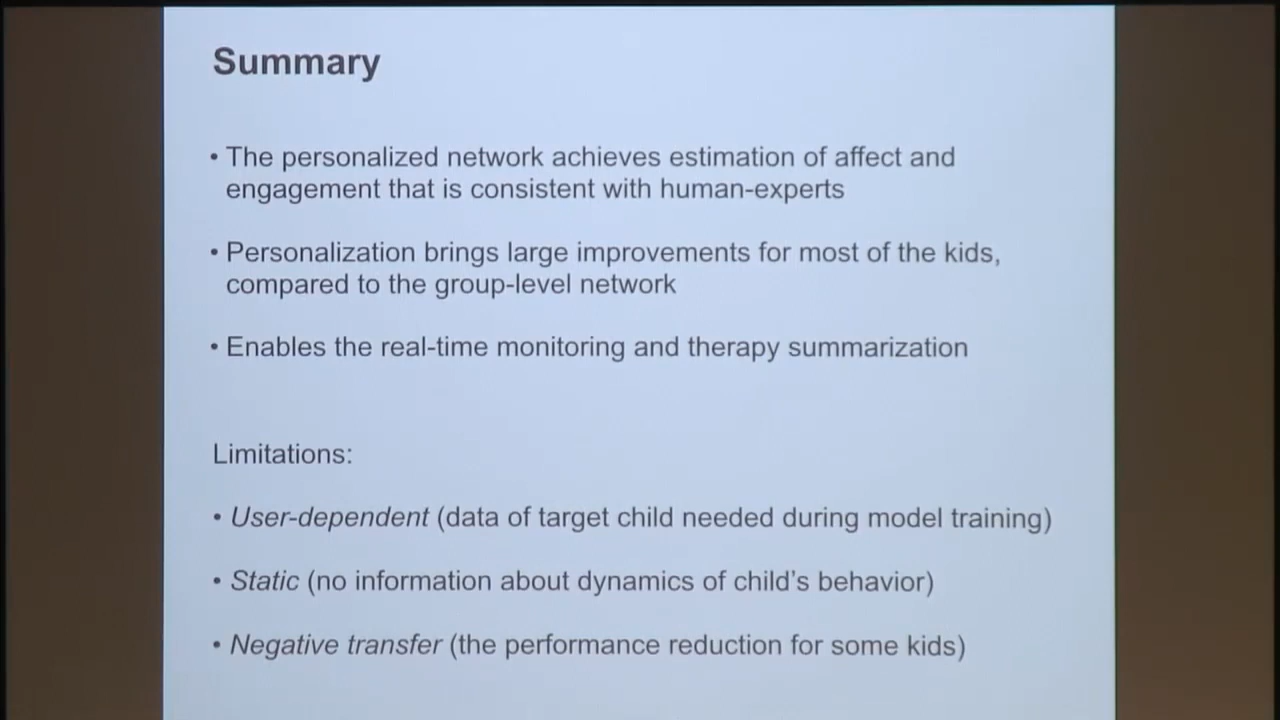 Summary
• The personalized network achieves estimation of affect and
engagement that is consistent with human-experts
• Personalization brings large improvements for most of the kids,
compared to the group-level network
• Enables the real-time monitoring and therapy summarization
Limitations:
• User-dependent (data of target child needed during model training)
• Static (no information about dynamics of child's behavior)
• Negative transfer (the performance reduction for some kids)